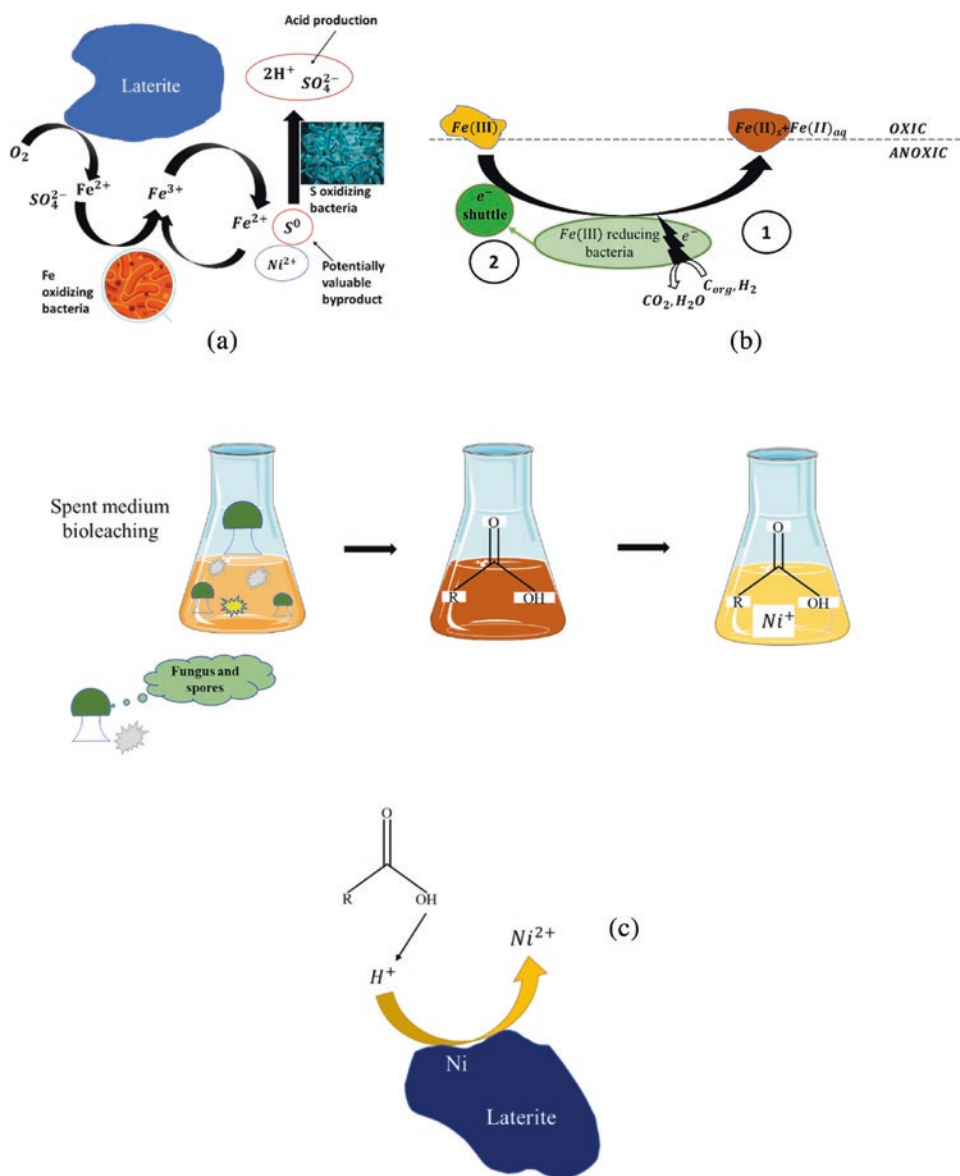 Acid production
2H⁺ SO₄²⁻
Laterite
O₂
SO₄²⁻ Fe²⁺
Fe³⁺
Fe²⁺
S⁰
Ni²⁺
S oxidizing
bacteria
Fe
oxidizing
bacteria
Potentially
valuable
byproduct
(a)
Fe(III)
Fe(II)ₛ+Fe(II)aq
OXIC
ANOXIC
e⁻
shuttle
Fe(III) reducing
bacteria
e⁻
1
2
C_org, H₂
CO₂, H₂O
(b)
Spent medium
bioleaching
O
R
OH
O
R
OH
Ni⁺
Fungus and
spores
O
R
OH
H⁺
Ni²⁺
(c)
Ni
Laterite